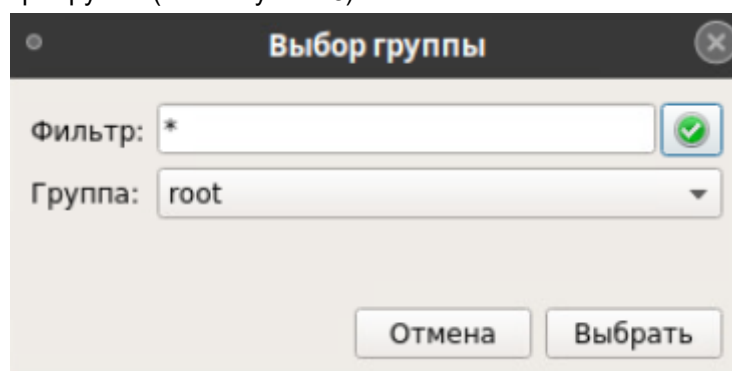 Выбор группы
Фильтр: *
Группа: root
Отмена Выбрать